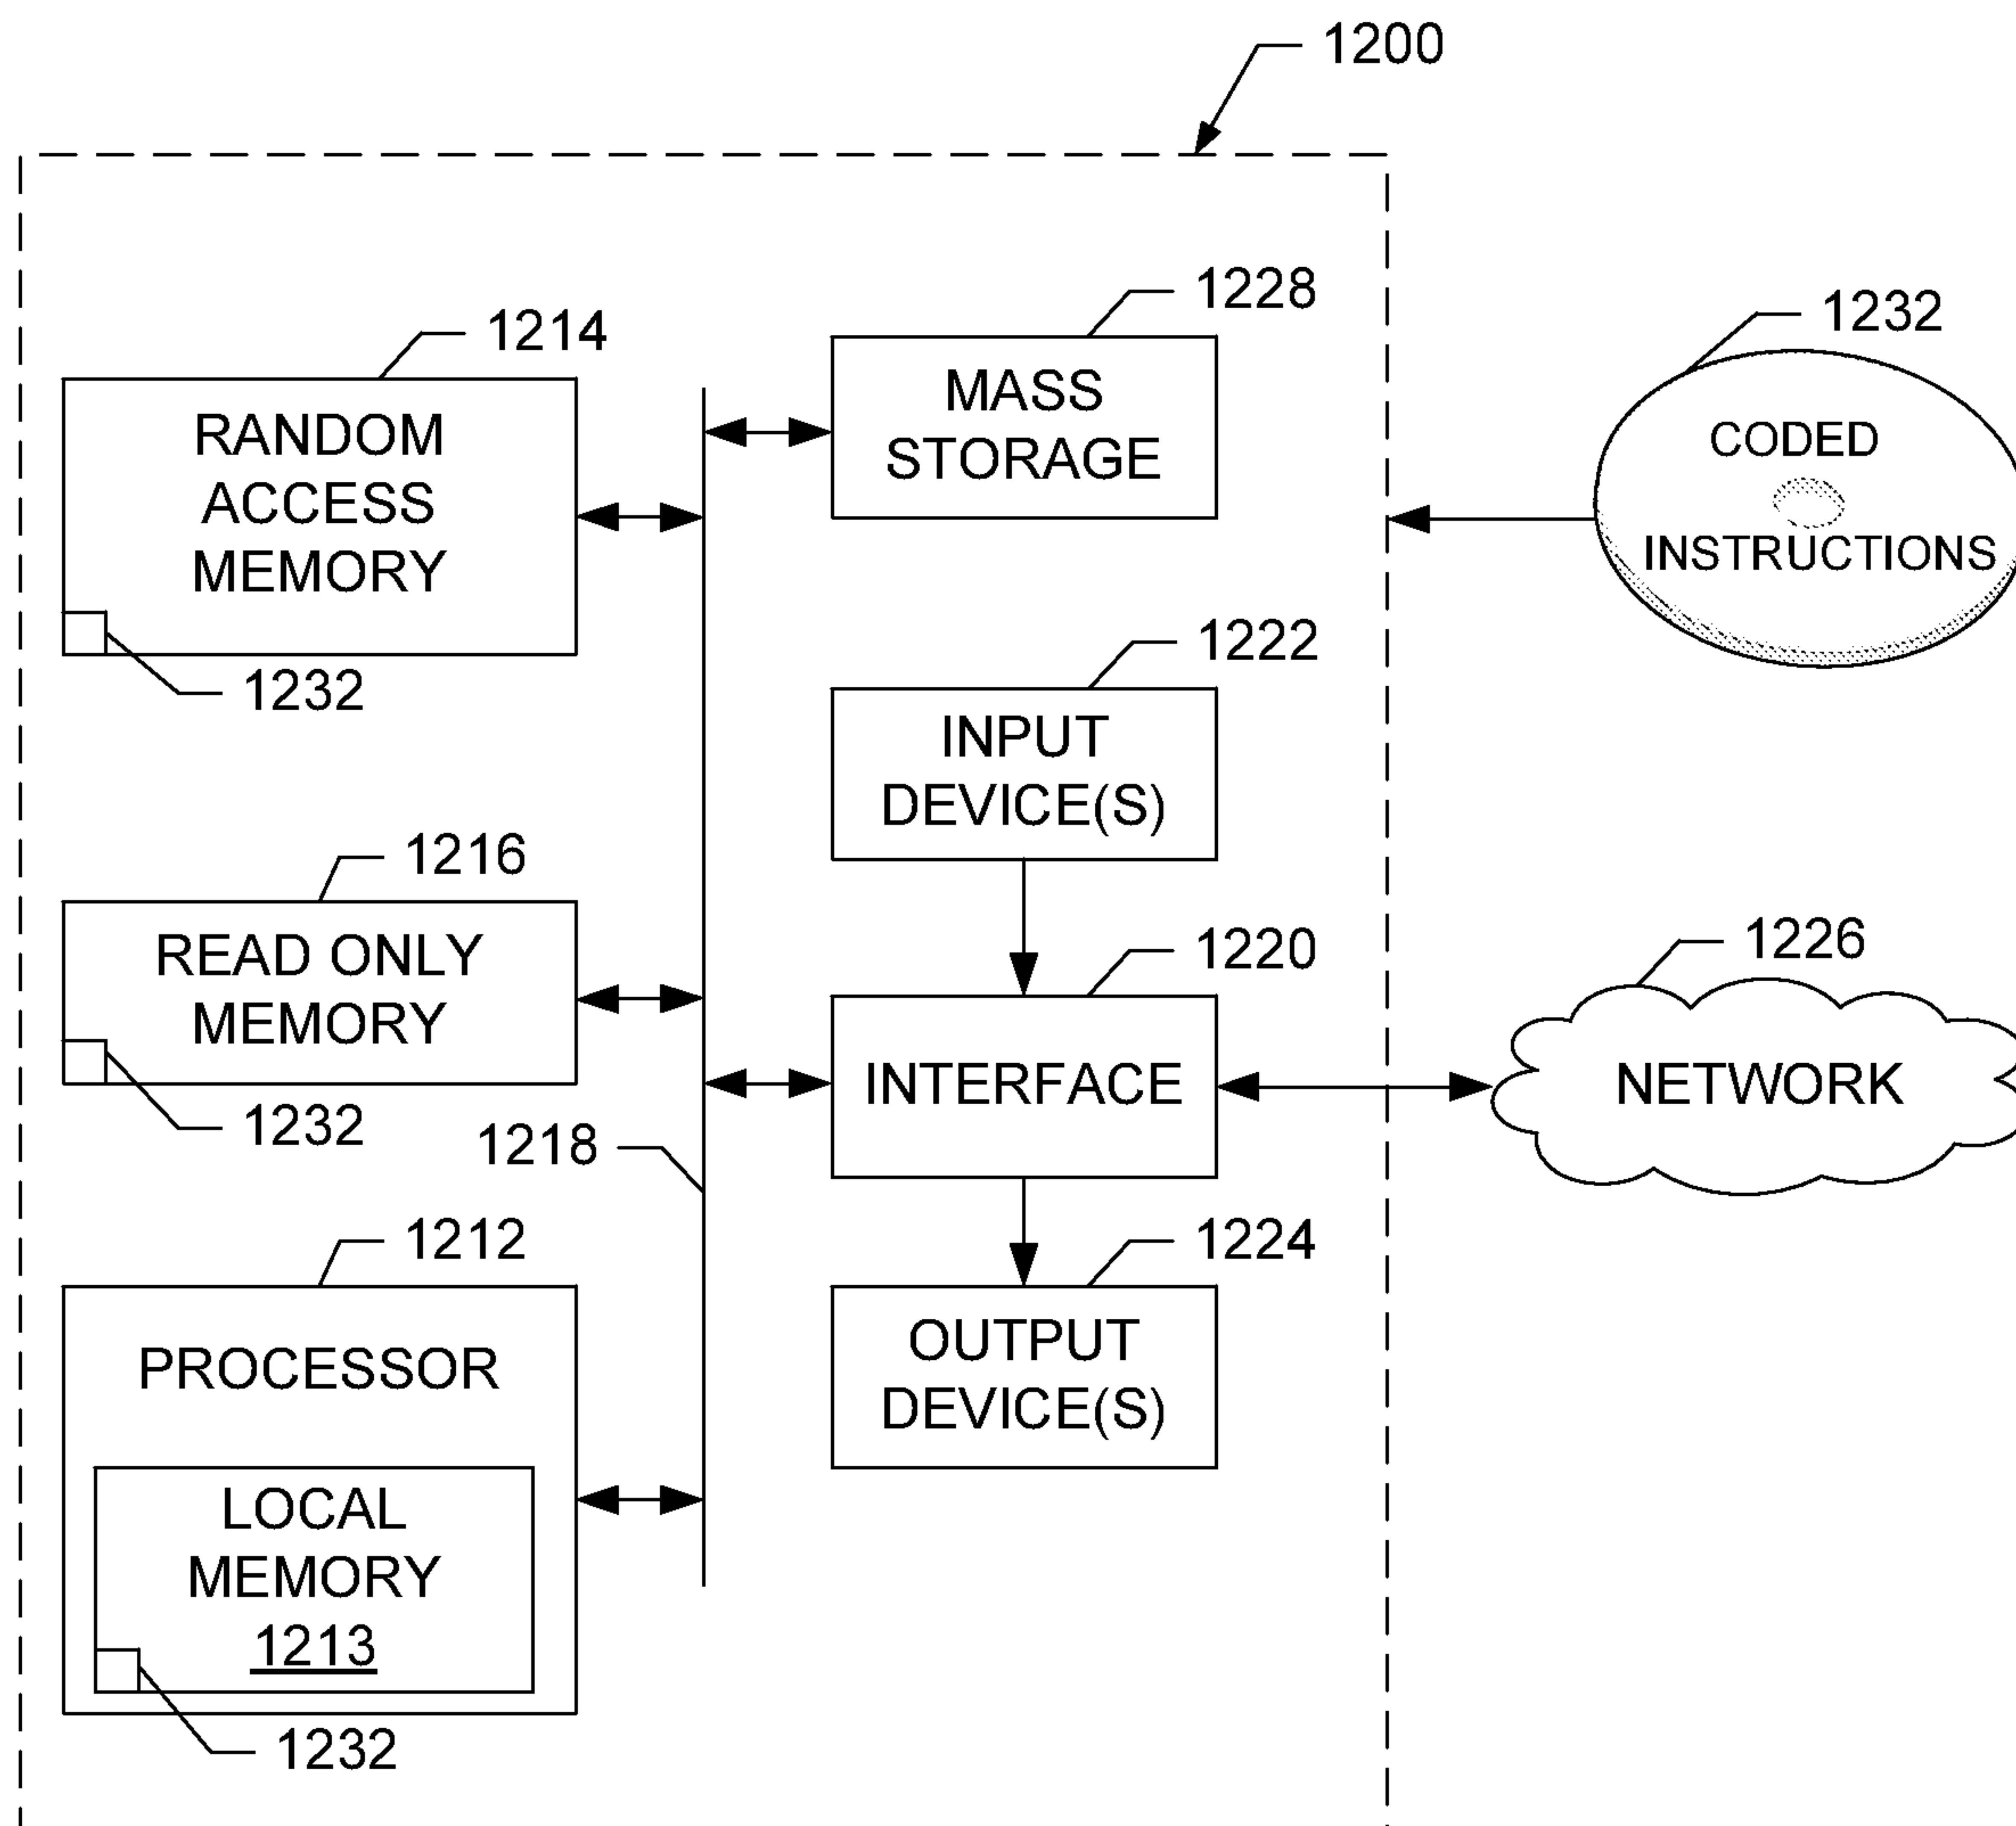 1200
1228
1232
1214
MASS
STORAGE
RANDOM
ACCESS
MEMORY
CODED
INSTRUCTIONS
1232
1222
INPUT
DEVICE(S)
1216
READ ONLY
MEMORY
1220
1226
INTERFACE
NETWORK
1232
1218
1212
1224
PROCESSOR
OUTPUT
DEVICE(S)
LOCAL
MEMORY
1213
1232